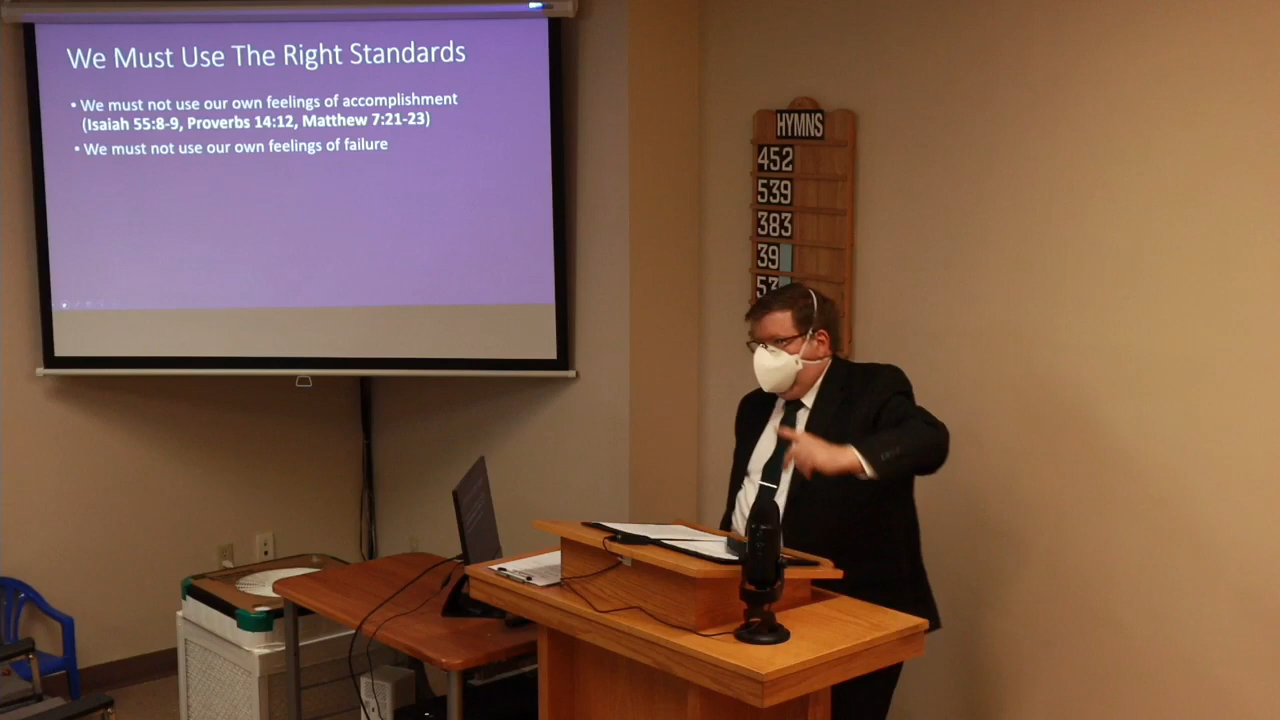 We Must Use The Right Standards
• We must not use our own feelings of accomplishment
(Isaiah 55:8-9, Proverbs 14:12, Matthew 7:21-23)
• We must not use our own feelings of failure
HYMNS
452
539
383
39
53